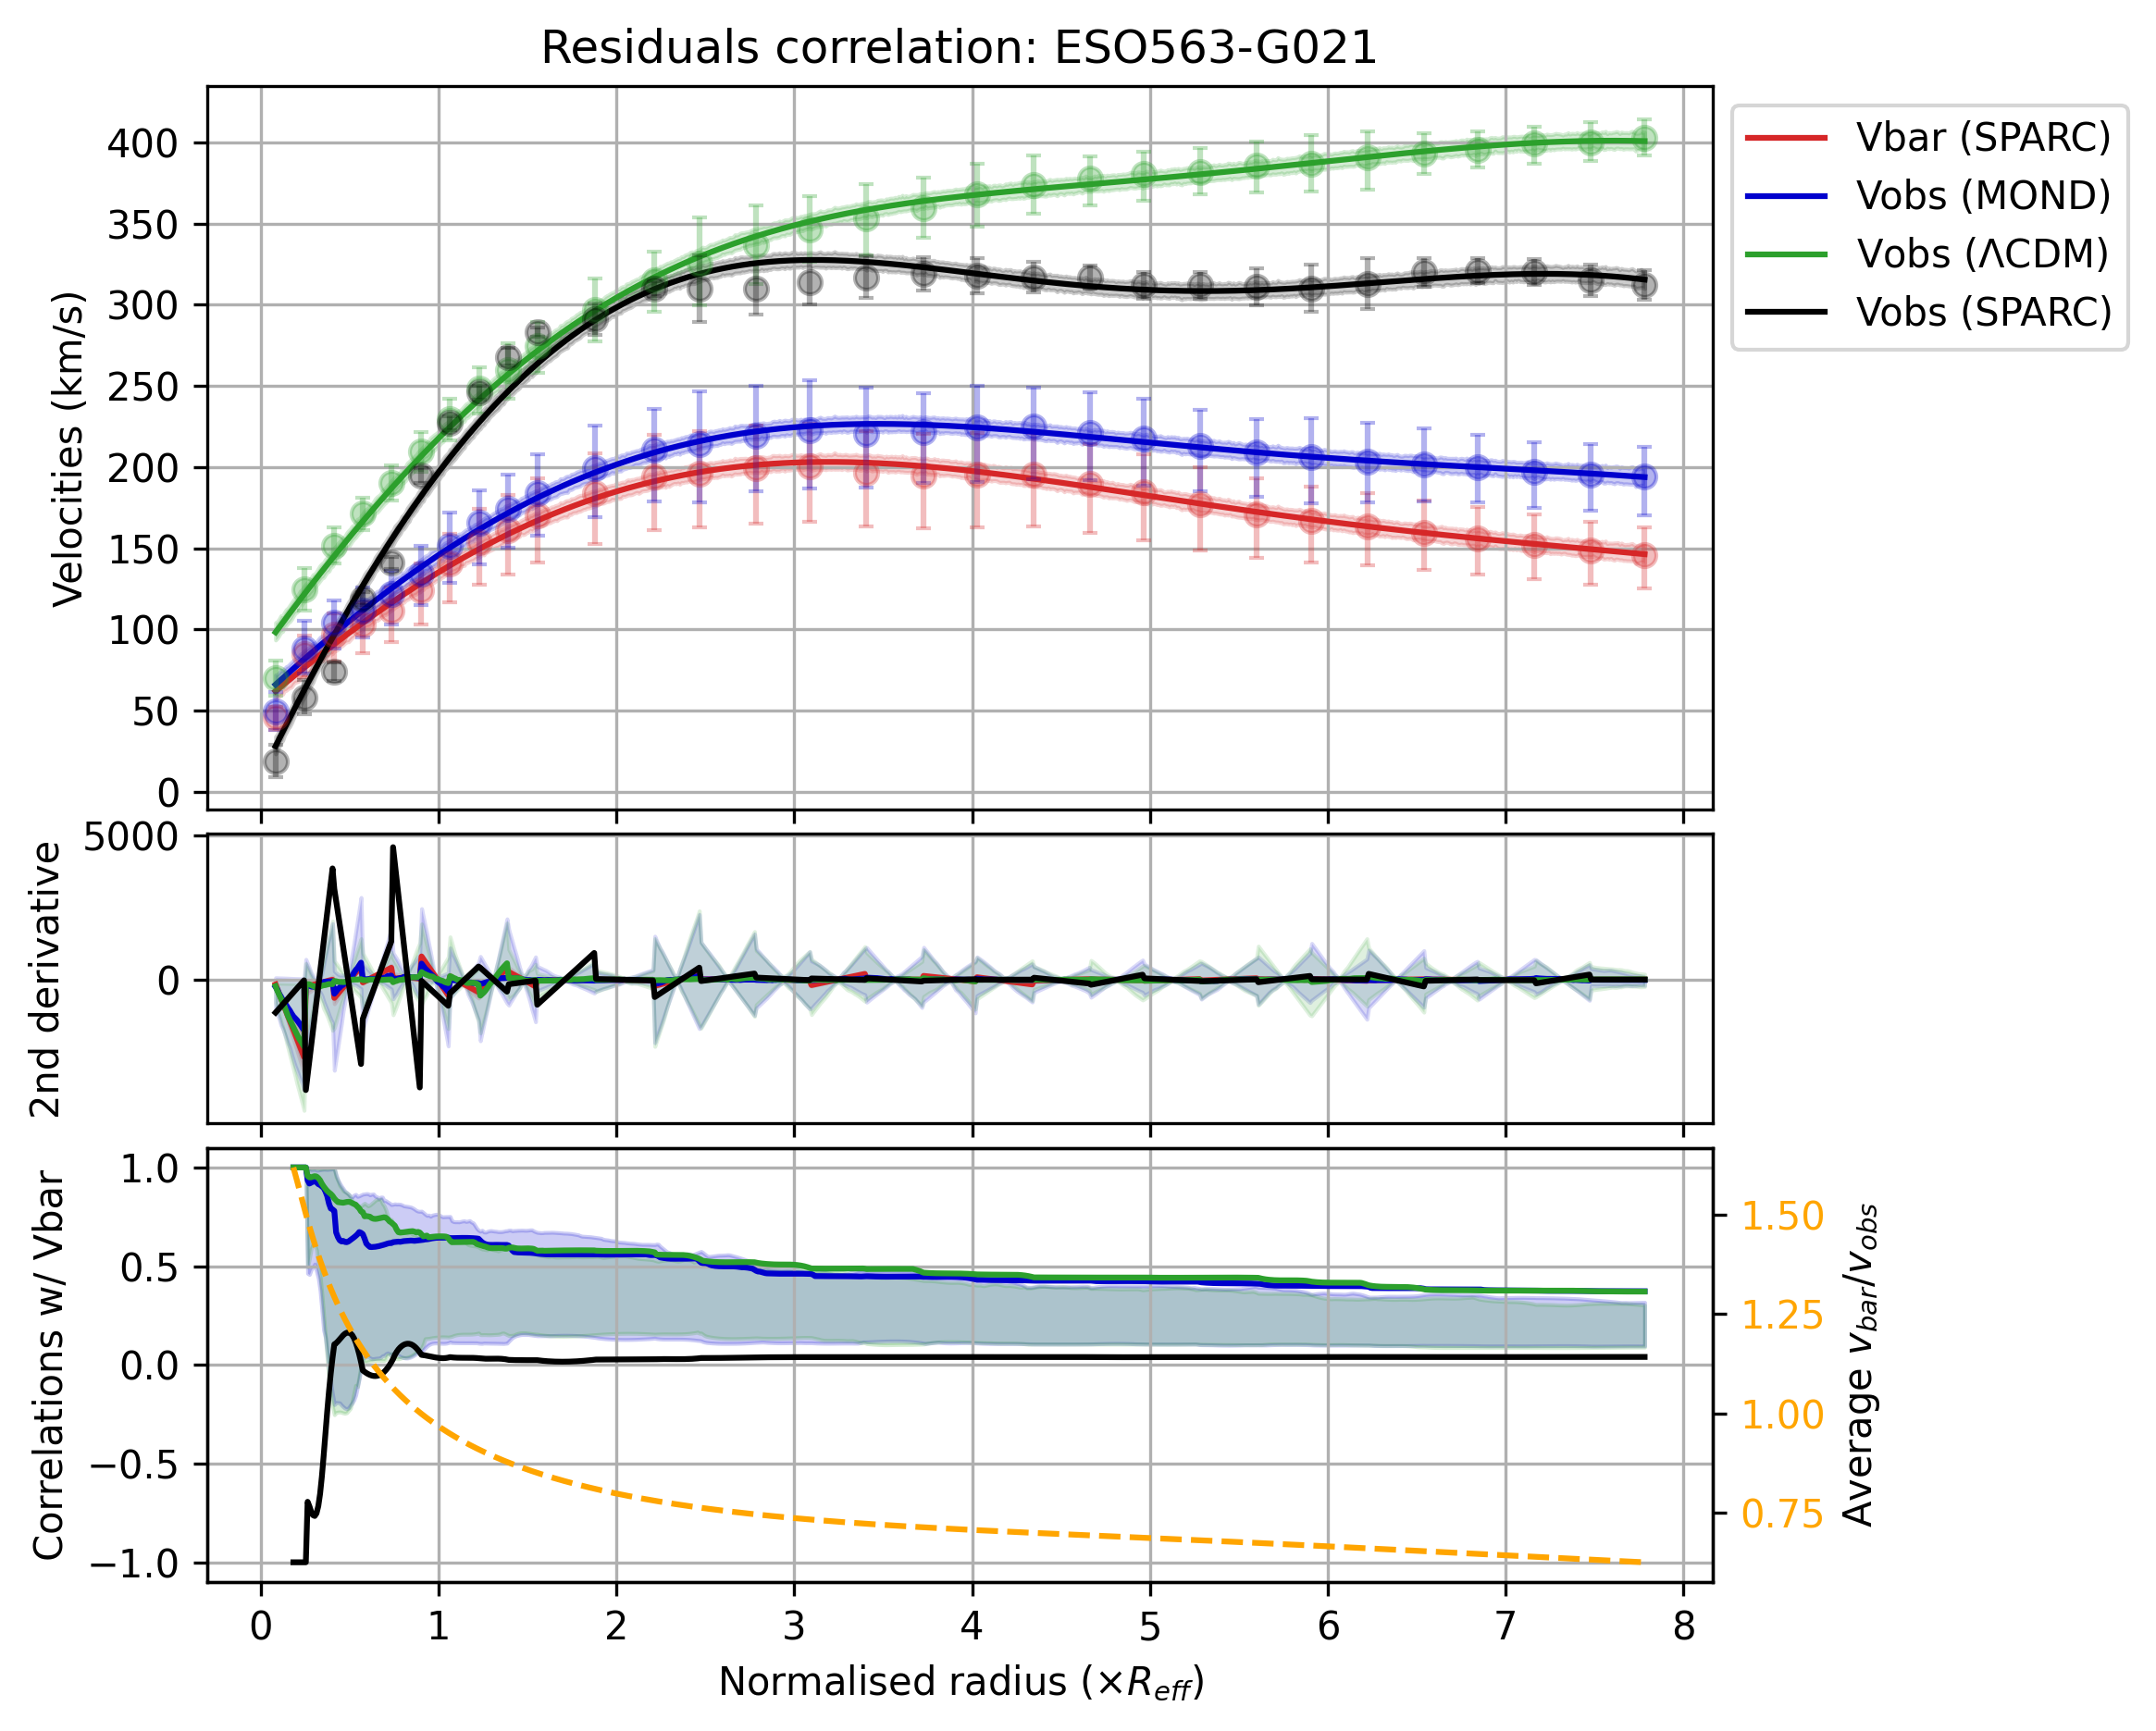 Residuals correlation: ESO563-G021
Velocities (km/s)
400
350
300
250
200
150
100
50
0
Vbar (SPARC)
Vobs (MOND)
Vobs (ΛCDM)
Vobs (SPARC)
2nd derivative
5000
0
Correlations w/ Vbar
1.0
0.5
0.0
−0.5
−1.0
1.50
1.25
1.00
0.75
Average v_bar/v_obs
0 1 2 3 4 5 6 7 8
Normalised radius (×R_eff)